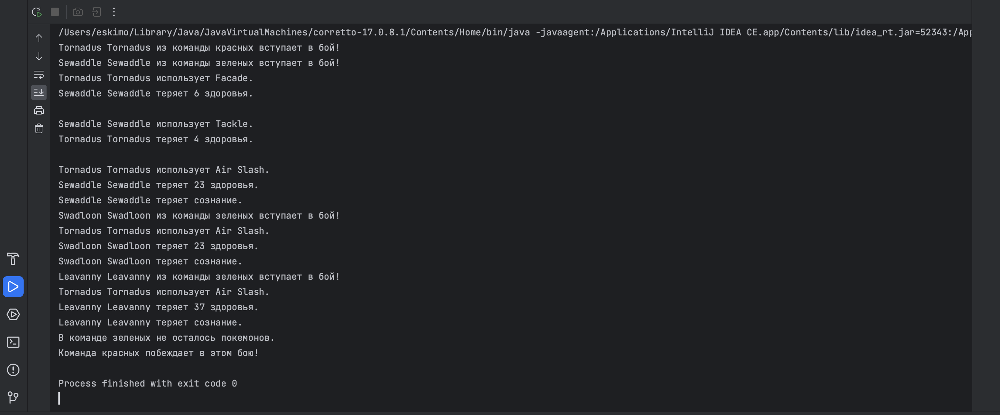 /Users/eskimo/Library/Java/JavaVirtualMachines/corretto-17.0.8.1/Contents/Home/bin/java -javaagent:/Applications/IntelliJ IDEA CE.app/Contents/lib/idea_rt.jar=52343:/App
Tornadus Tornadus из команды красных вступает в бой!
Sewaddle Sewaddle из команды зеленых вступает в бой!
Tornadus Tornadus использует Facade.
Sewaddle Sewaddle теряет 6 здоровья.
Sewaddle Sewaddle использует Tackle.
Tornadus Tornadus теряет 4 здоровья.
Tornadus Tornadus использует Air Slash.
Sewaddle Sewaddle теряет 23 здоровья.
Sewaddle Sewaddle теряет сознание.
Swadloon Swadloon из команды зеленых вступает в бой!
Tornadus Tornadus использует Air Slash.
Swadloon Swadloon теряет 23 здоровья.
Swadloon Swadloon теряет сознание.
Leavanny Leavanny из команды зеленых вступает в бой!
Tornadus Tornadus использует Air Slash.
Leavanny Leavanny теряет 37 здоровья.
Leavanny Leavanny теряет сознание.
В команде зеленых не осталось покемонов.
Команда красных побеждает в этом бою!
Process finished with exit code 0